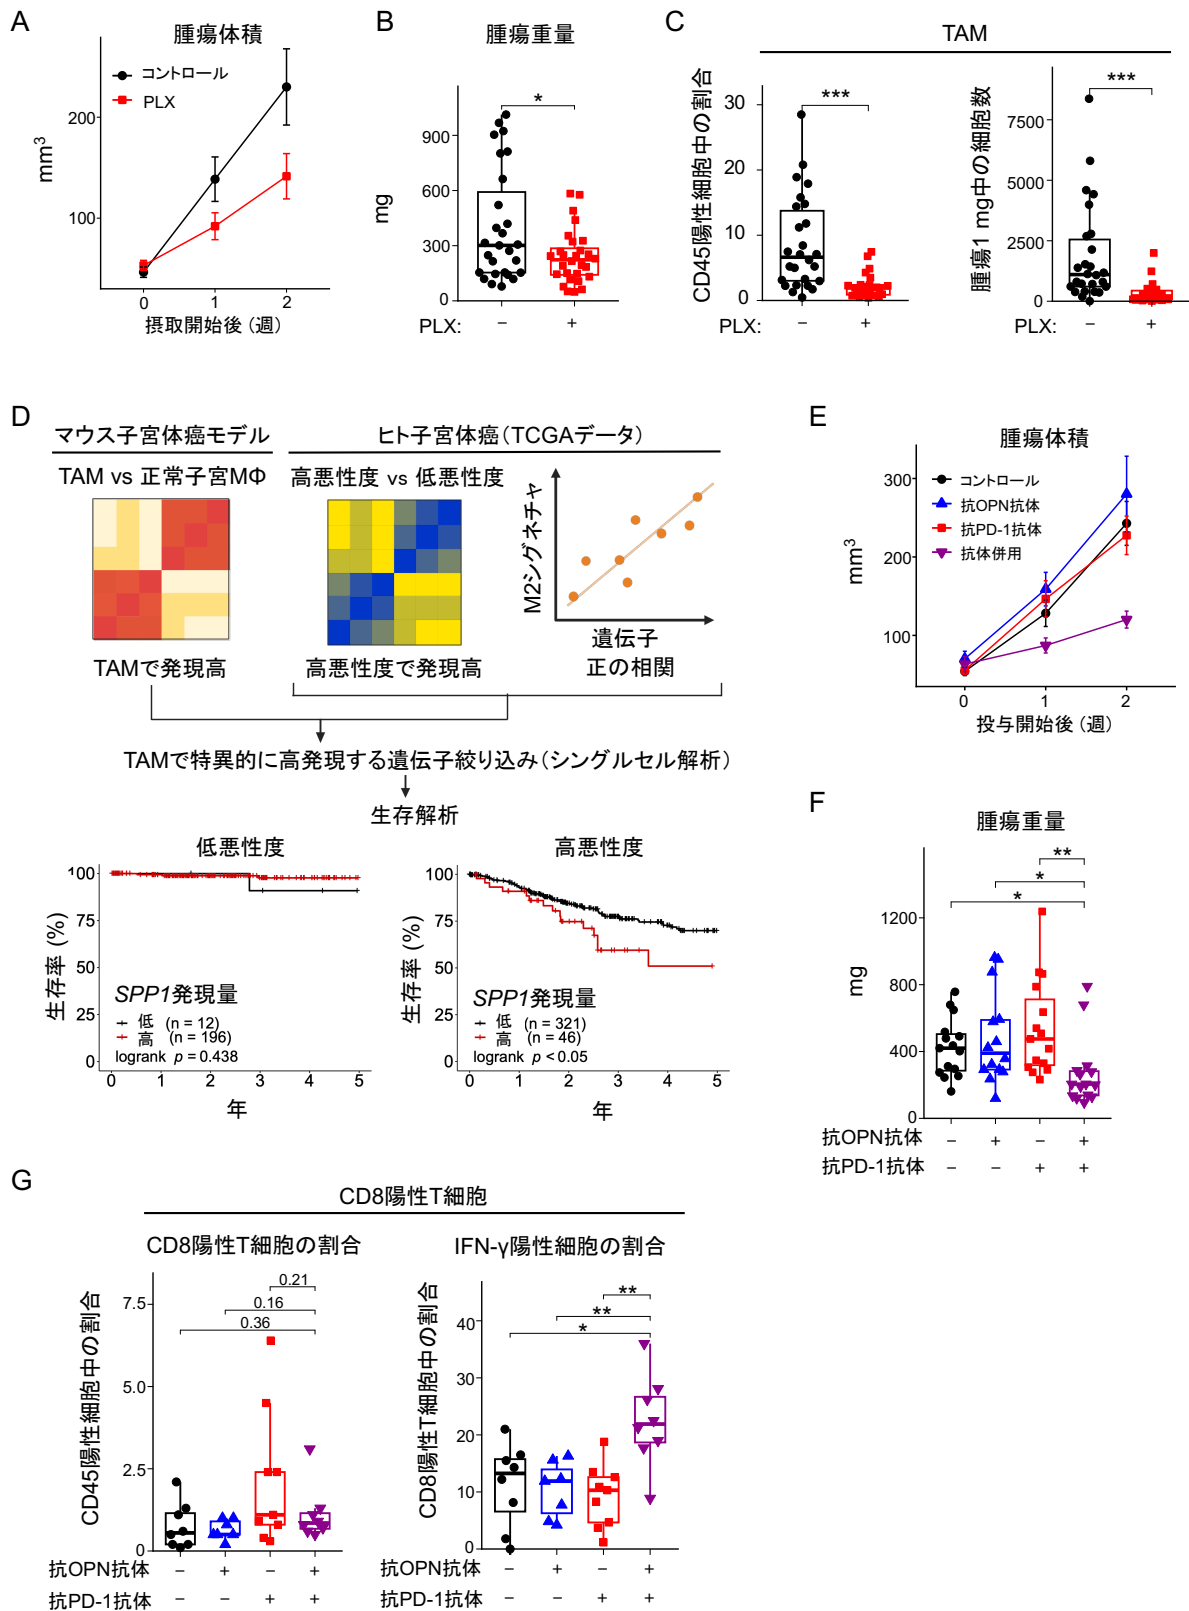 A
腫瘍体積
コントロール
PLX
mm³
200
100
0
1
2
摂取開始後（週）
B
腫瘍重量
*
mg
900
600
300
0
PLX:
−
+
C
TAM
CD45陽性細胞中の割合
***
30
20
10
0
PLX:
−
+
腫瘍1 mg中の細胞数
***
7500
5000
2500
0
PLX:
−
+
D
マウス子宮体癌モデル
TAM vs 正常子宮MΦ
TAMで発現高
ヒト子宮体癌（TCGAデータ）
高悪性度 vs 低悪性度
高悪性度で発現高
M2シグネチャ
遺伝子
正の相関
TAMで特異的に高発現する遺伝子絞り込み（シングルセル解析）
生存解析
低悪性度
生存率 (%)
100
75
50
25
0
SPP1発現量
低 (n = 12)
高 (n = 196)
logrank p = 0.438
0
1
2
3
4
5
年
高悪性度
生存率 (%)
100
75
50
25
0
SPP1発現量
低 (n = 321)
高 (n = 46)
logrank p < 0.05
0
1
2
3
4
5
年
E
腫瘍体積
コントロール
抗OPN抗体
抗PD-1抗体
抗体併用
mm³
300
200
100
0
1
2
投与開始後（週）
F
腫瘍重量
**
*
*
mg
1200
800
400
0
抗OPN抗体
−
+
−
+
抗PD-1抗体
−
−
+
+
G
CD8陽性T細胞
CD8陽性T細胞の割合
CD45陽性細胞中の割合
0.21
0.16
0.36
7.5
5.0
2.5
0
抗OPN抗体
−
+
−
+
抗PD-1抗体
−
−
+
+
IFN-γ陽性細胞の割合
CD8陽性T細胞中の割合
**
**
*
40
30
20
10
0
抗OPN抗体
−
+
−
+
抗PD-1抗体
−
−
+
+